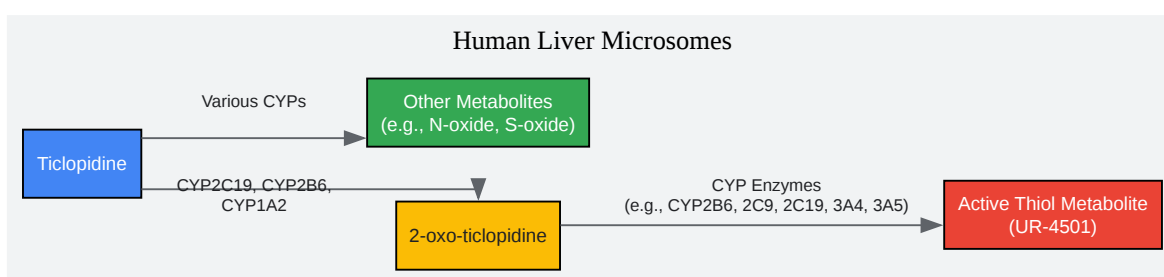 Human Liver Microsomes
Various CYPs
Other Metabolites
(e.g., N-oxide, S-oxide)
Ticlopidine
CYP2C19, CYP2B6,
CYP1A2
2-oxo-ticlopidine
CYP Enzymes
(e.g., CYP2B6, 2C9, 2C19, 3A4, 3A5)
Active Thiol Metabolite
(UR-4501)